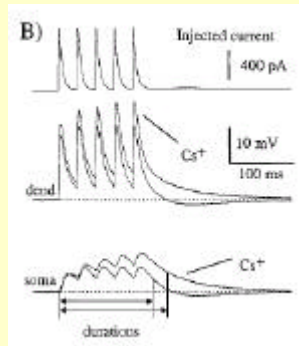 B)
Injected current
400 pA
Cs+
10 mV
100 ms
dend
Cs+
soma
durations